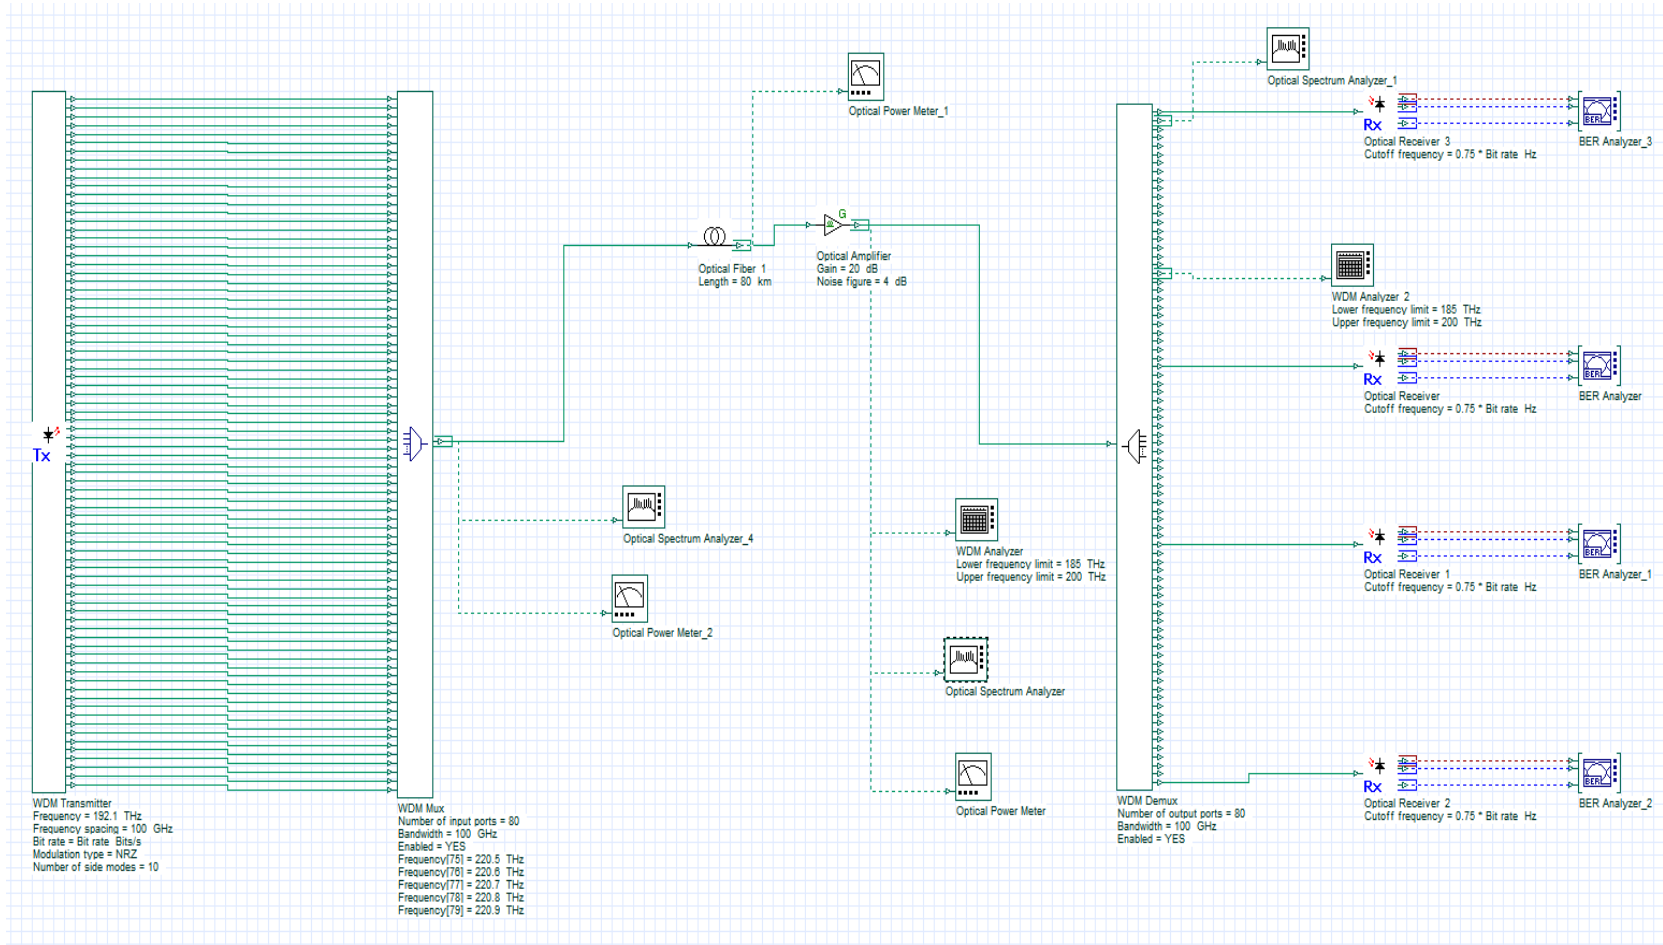 Optical Spectrum Analyzer_1
Optical Power Meter_1
Rx
Optical Receiver 3
Cutoff frequency = 0.75 * Bit rate Hz
BER
BER Analyzer_3
G
Optical Fiber 1
Length = 80 km
Optical Amplifier
Gain = 20 dB
Noise figure = 4 dB
WDM Analyzer 2
Lower frequency limit = 185 THz
Upper frequency limit = 200 THz
Rx
Optical Receiver
Cutoff frequency = 0.75 * Bit rate Hz
BER
BER Analyzer
Tx
Optical Spectrum Analyzer_4
WDM Analyzer
Lower frequency limit = 185 THz
Upper frequency limit = 200 THz
Rx
Optical Receiver 1
Cutoff frequency = 0.75 * Bit rate Hz
BER
BER Analyzer_1
Optical Power Meter_2
Optical Spectrum Analyzer
Optical Power Meter
Rx
Optical Receiver 2
Cutoff frequency = 0.75 * Bit rate Hz
BER
BER Analyzer_2
WDM Transmitter
Frequency = 192.1 THz
Frequency spacing = 100 GHz
Bit rate = Bit rate Bits/s
Modulation type = NRZ
Number of side modes = 10
WDM Mux
Number of input ports = 80
Bandwidth = 100 GHz
Enabled = YES
Frequency[75] = 220.5 THz
Frequency[76] = 220.6 THz
Frequency[77] = 220.7 THz
Frequency[78] = 220.8 THz
Frequency[79] = 220.9 THz
WDM Demux
Number of output ports = 80
Bandwidth = 100 GHz
Enabled = YES